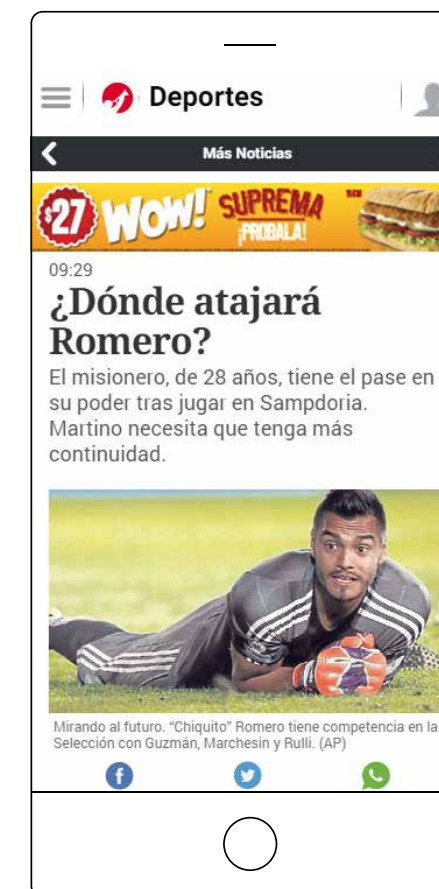 Deportes
Más Noticias
$27 WOW! SUPREMA
¡PROBALA!
09:29
¿Dónde atajará
Romero?
El misionero, de 28 años, tiene el pase en
su poder tras jugar en Sampdoria.
Martino necesita que tenga más
continuidad.
Mirando al futuro. “Chiquito” Romero tiene competencia en la
Selección con Guzmán, Marchesin y Rulli. (AP)